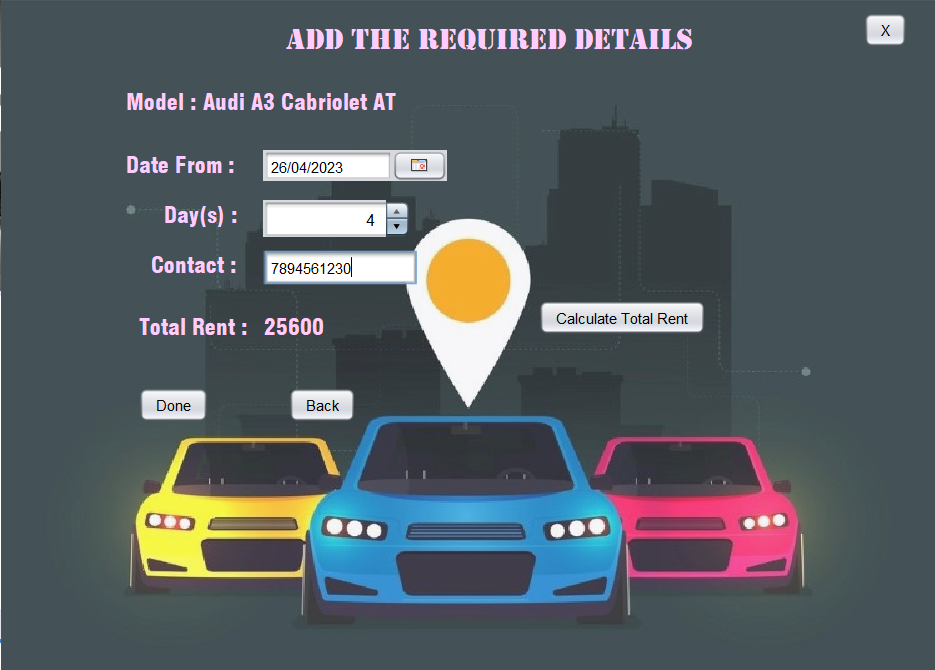 ADD THE REQUIRED DETAILS
X
Model : Audi A3 Cabriolet AT
Date From : 26/04/2023
Day(s) : 4
Contact : 7894561230
Calculate Total Rent
Total Rent : 25600
Done Back